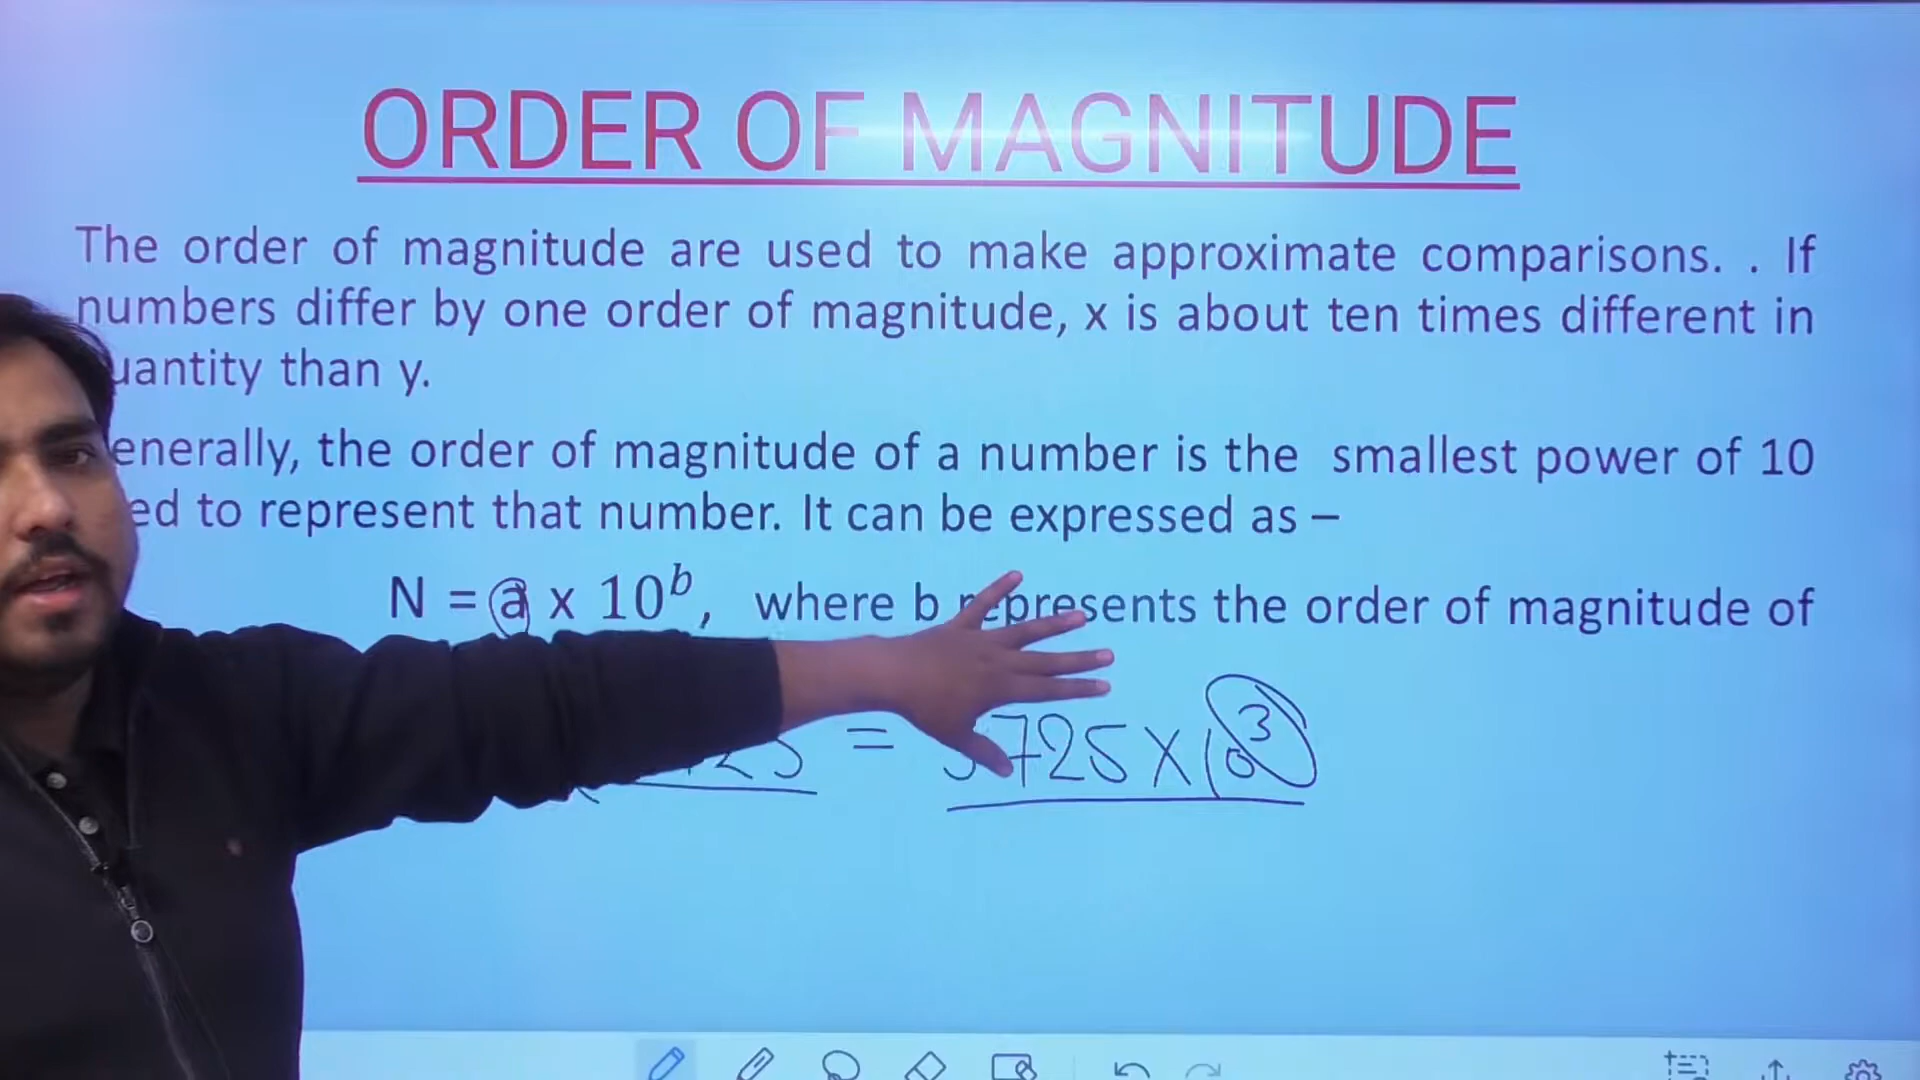 ORDER OF MAGNITUDE
The order of magnitude are used to make approximate comparisons. . If
numbers differ by one order of magnitude, x is about ten times different in
uantity than y.
enerally, the order of magnitude of a number is the smallest power of 10
ed to represent that number. It can be expressed as –
N = a x 10^b, where b represents the order of magnitude of
= 725 X 10^3